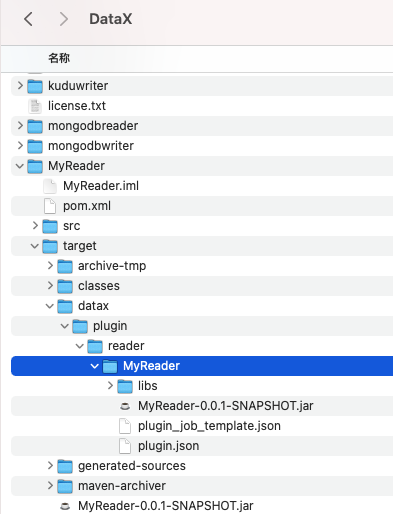 DataX
名称
kuduwriter
license.txt
mongodbreader
mongodbwriter
MyReader
MyReader.iml
pom.xml
src
target
archive-tmp
classes
datax
plugin
reader
MyReader
libs
MyReader-0.0.1-SNAPSHOT.jar
plugin_job_template.json
plugin.json
generated-sources
maven-archiver
MyReader-0.0.1-SNAPSHOT.jar